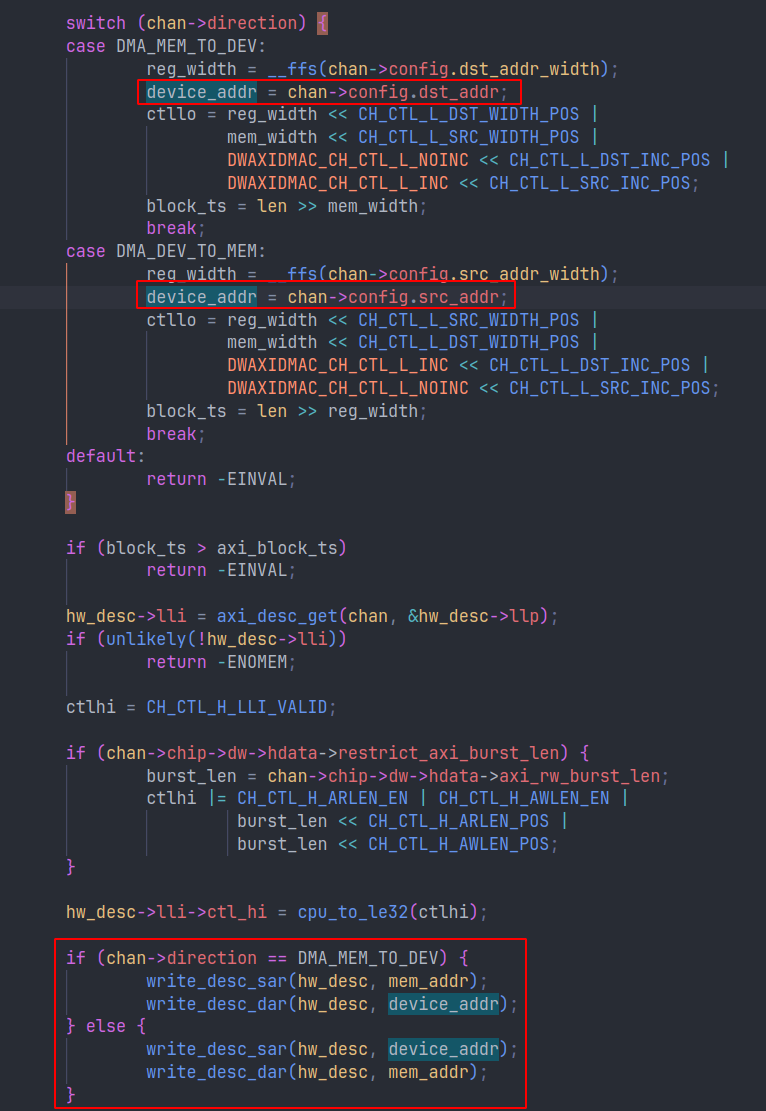 switch (chan->direction) {
case DMA_MEM_TO_DEV:
reg_width = __ffs(chan->config.dst_addr_width);
device_addr = chan->config.dst_addr;
ctllo = reg_width << CH_CTL_L_DST_WIDTH_POS |
mem_width << CH_CTL_L_SRC_WIDTH_POS |
DWAXIDMAC_CH_CTL_L_NOINC << CH_CTL_L_DST_INC_POS |
DWAXIDMAC_CH_CTL_L_INC << CH_CTL_L_SRC_INC_POS;
block_ts = len >> mem_width;
break;
case DMA_DEV_TO_MEM:
reg_width = __ffs(chan->config.src_addr_width);
device_addr = chan->config.src_addr;
ctllo = reg_width << CH_CTL_L_SRC_WIDTH_POS |
mem_width << CH_CTL_L_DST_WIDTH_POS |
DWAXIDMAC_CH_CTL_L_INC << CH_CTL_L_DST_INC_POS |
DWAXIDMAC_CH_CTL_L_NOINC << CH_CTL_L_SRC_INC_POS;
block_ts = len >> reg_width;
break;
default:
return -EINVAL;
}
if (block_ts > axi_block_ts)
return -EINVAL;
hw_desc->lli = axi_desc_get(chan, &hw_desc->llp);
if (unlikely(!hw_desc->lli))
return -ENOMEM;
ctlhi = CH_CTL_H_LLI_VALID;
if (chan->chip->dw->hdata->restrict_axi_burst_len) {
burst_len = chan->chip->dw->hdata->axi_rw_burst_len;
ctlhi |= CH_CTL_H_ARLEN_EN | CH_CTL_H_AWLEN_EN |
burst_len << CH_CTL_H_ARLEN_POS |
burst_len << CH_CTL_H_AWLEN_POS;
}
hw_desc->lli->ctl_hi = cpu_to_le32(ctlhi);
if (chan->direction == DMA_MEM_TO_DEV) {
write_desc_sar(hw_desc, mem_addr);
write_desc_dar(hw_desc, device_addr);
} else {
write_desc_sar(hw_desc, device_addr);
write_desc_dar(hw_desc, mem_addr);
}